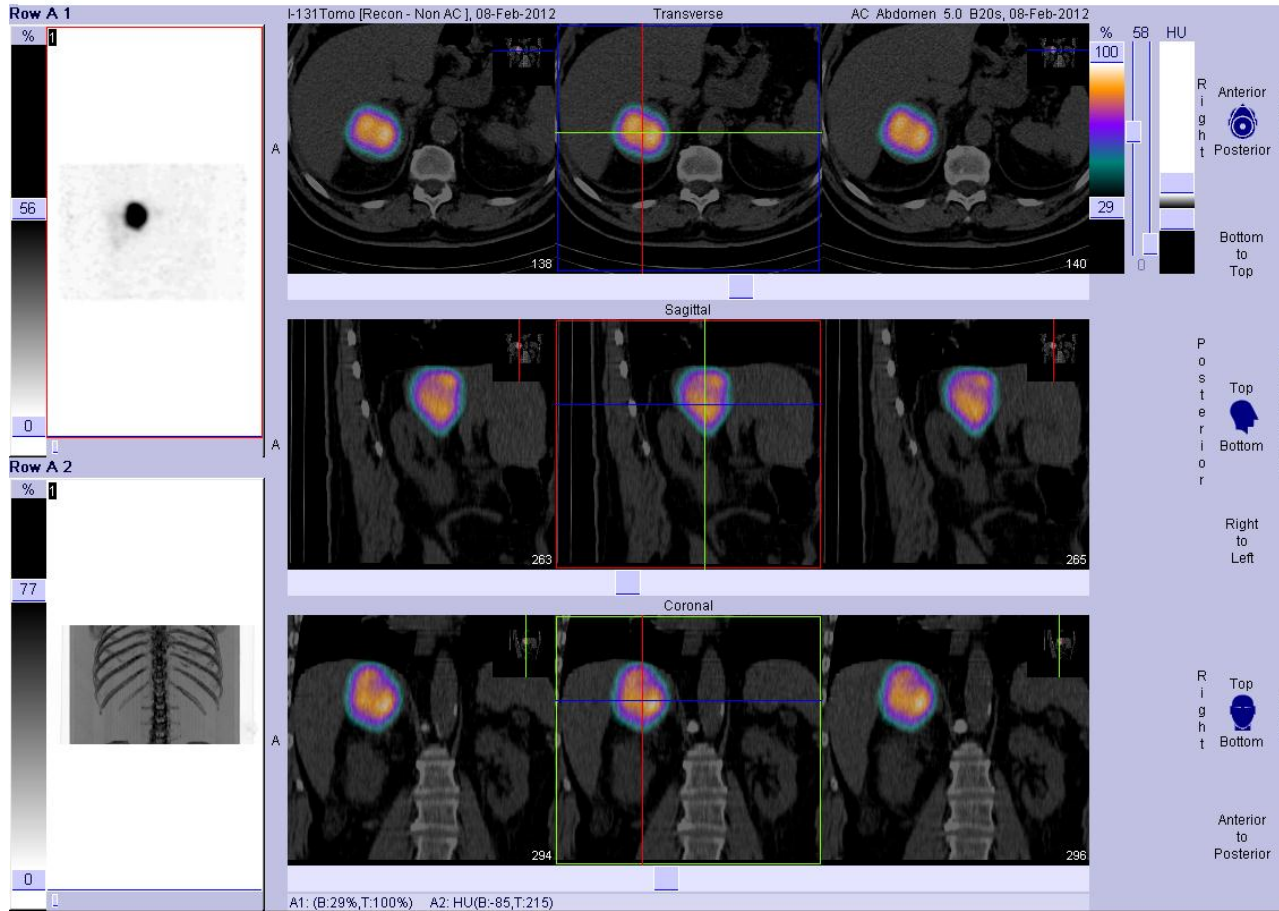 Row A 1
%
1
56
0
L
A
Row A 2
%
1
77
0
L
A
I-131Tomo [Recon - Non AC ], 08-Feb-2012
Transverse
AC Abdomen 5.0 B20s, 08-Feb-2012
138
140
Sagittal
263
265
Coronal
294
296
A1: (B:29%,T:100%) A2: HU(B:-85,T:215)
% 58 HU
100
29
0
Right
Anterior
Posterior
Bottom
to
Top
Posterior
Top
Bottom
Right
to
Left
Right
Top
Bottom
Anterior
to
Posterior